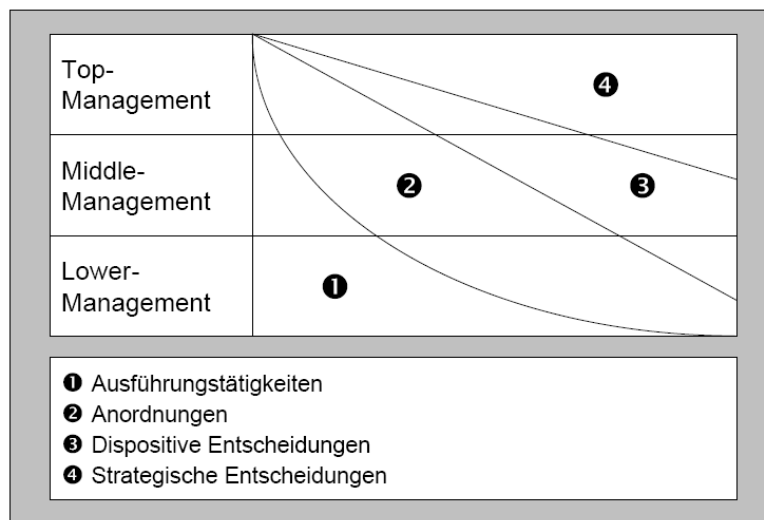 Top-
Management
❹
Middle-
Management
❷
❸
Lower-
Management
❶
❶ Ausführungstätigkeiten
❷ Anordnungen
❸ Dispositive Entscheidungen
❹ Strategische Entscheidungen